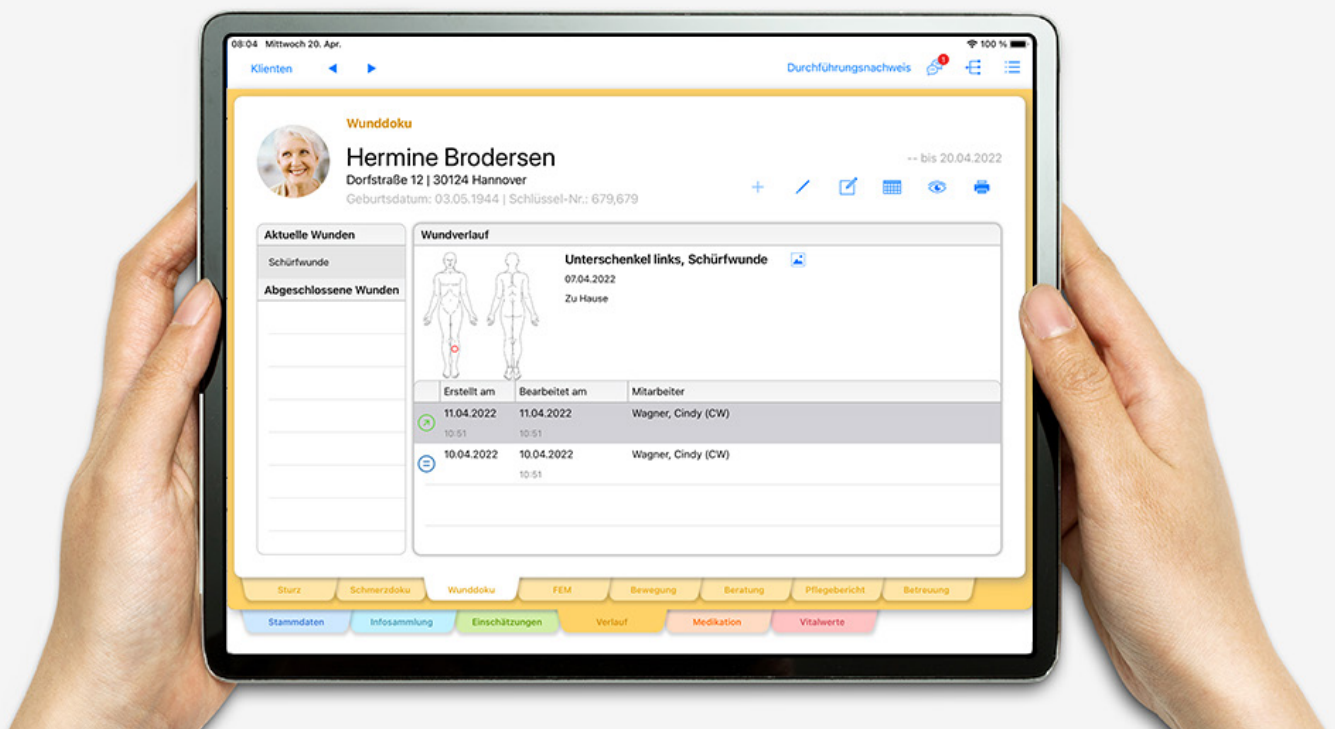 08:04 Mittwoch 20. Apr.
100 %
Klienten
Durchführungsnachweis
1
Wunddoku
Hermine Brodersen
-- bis 20.04.2022
Dorfstraße 12 | 30124 Hannover
Geburtsdatum: 03.05.1944 | Schlüssel-Nr.: 679,679
Aktuelle Wunden
Schürfwunde
Abgeschlossene Wunden
Wundverlauf
Unterschenkel links, Schürfwunde
07.04.2022
Zu Hause
Erstellt am Bearbeitet am Mitarbeiter
11.04.2022 11.04.2022 Wagner, Cindy (CW)
10:51 10:51
10.04.2022 10.04.2022 Wagner, Cindy (CW)
10:51
Sturz Schmerzdoku Wunddoku FEM Bewegung Beratung Pflegebericht Betreuung
Stammdaten Infosammlung Einschätzungen Verlauf Medikation Vitalwerte